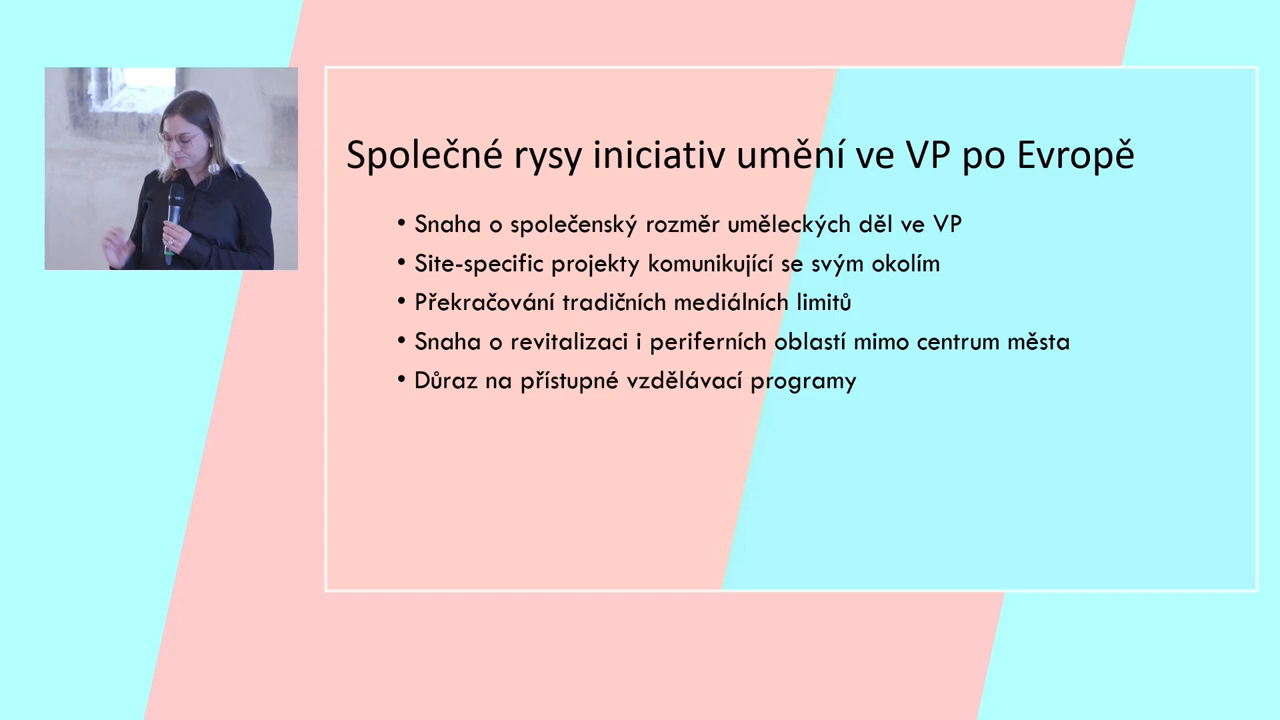 Společné rysy iniciativ umění ve VP po Evropě
• Snaha o společenský rozměr uměleckých děl ve VP
• Site-specific projekty komunikující se svým okolím
• Překračování tradičních mediálních limitů
• Snaha o revitalizaci i periferních oblastí mimo centrum města
• Důraz na přístupné vzdělávací programy